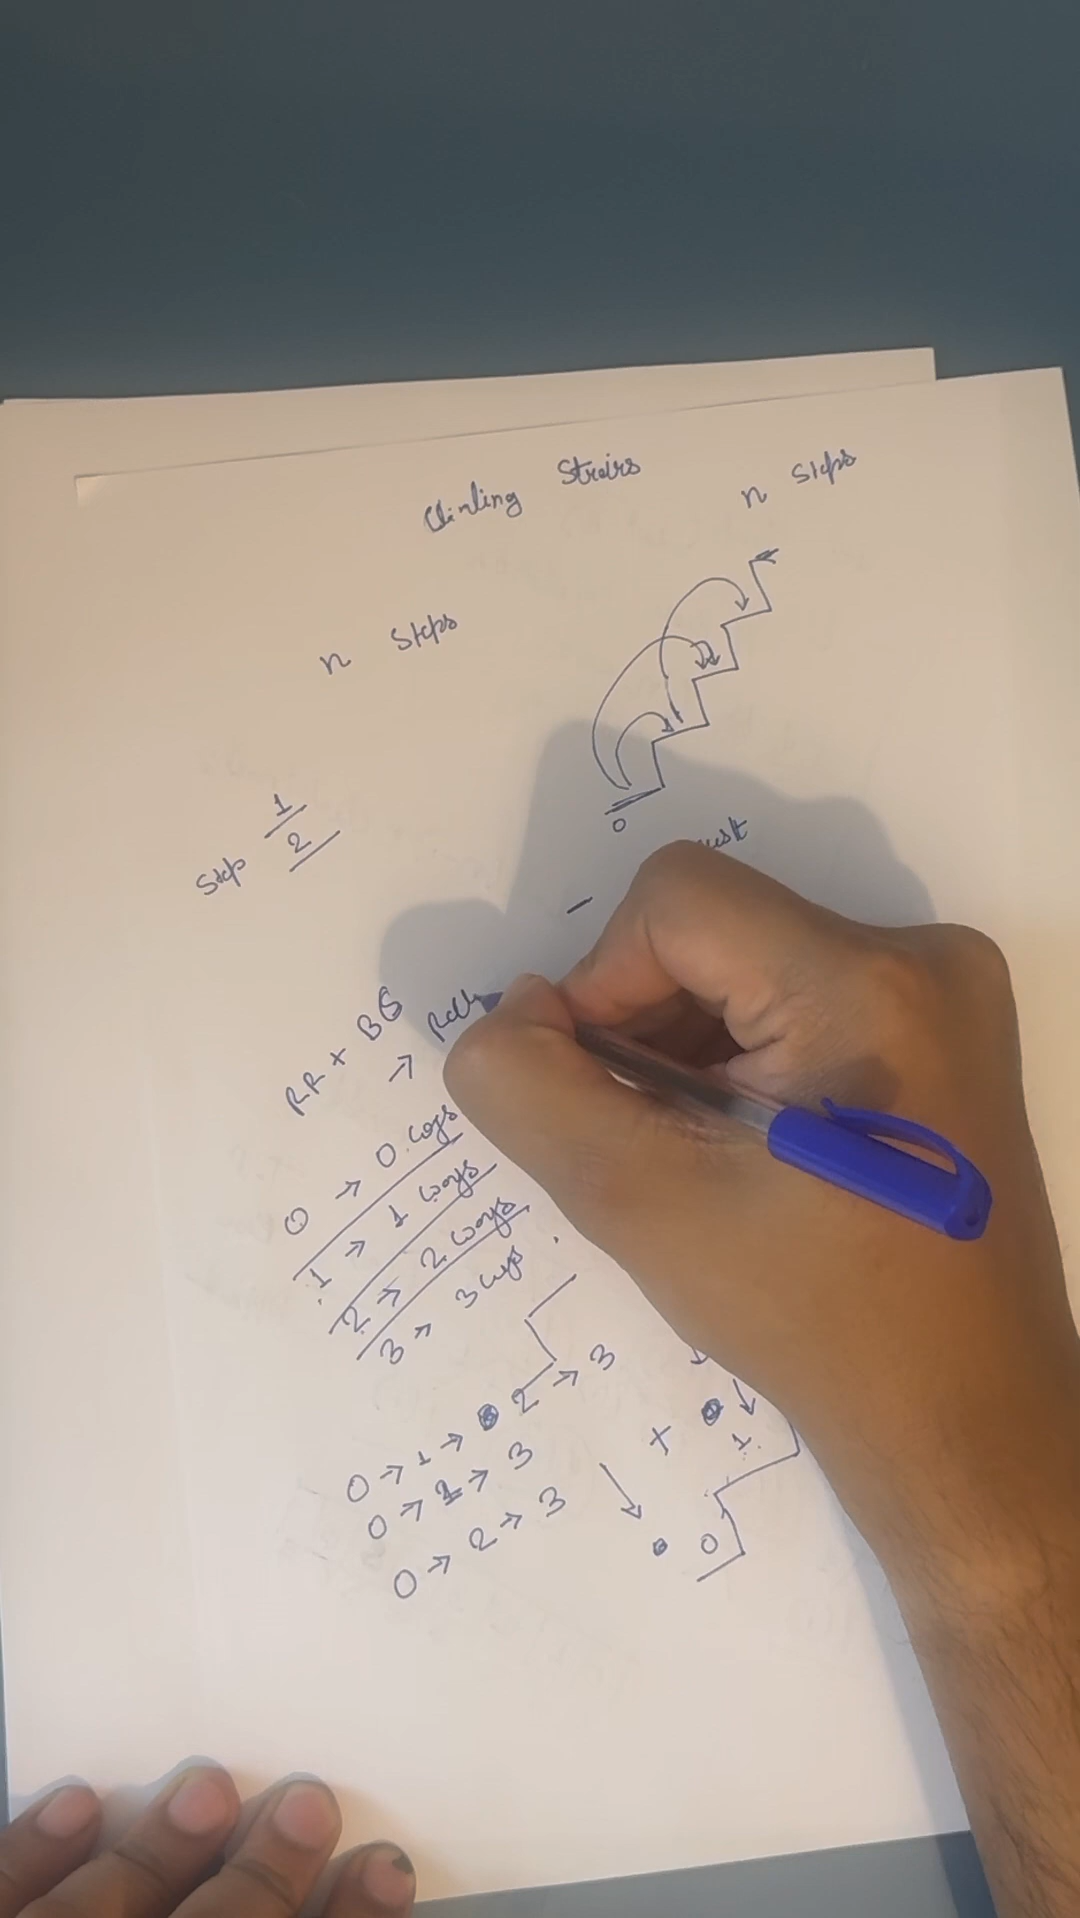 Climbing Stairs
n steps
n steps
0
Step 1
2
RR + BC
→
0 → 0 ways
1 → 1 ways
2 → 2 ways
3 → 3 ways
0 → 1 → 2 → 3
0 → 1 → 3
0 → 2 → 3
+
1
0